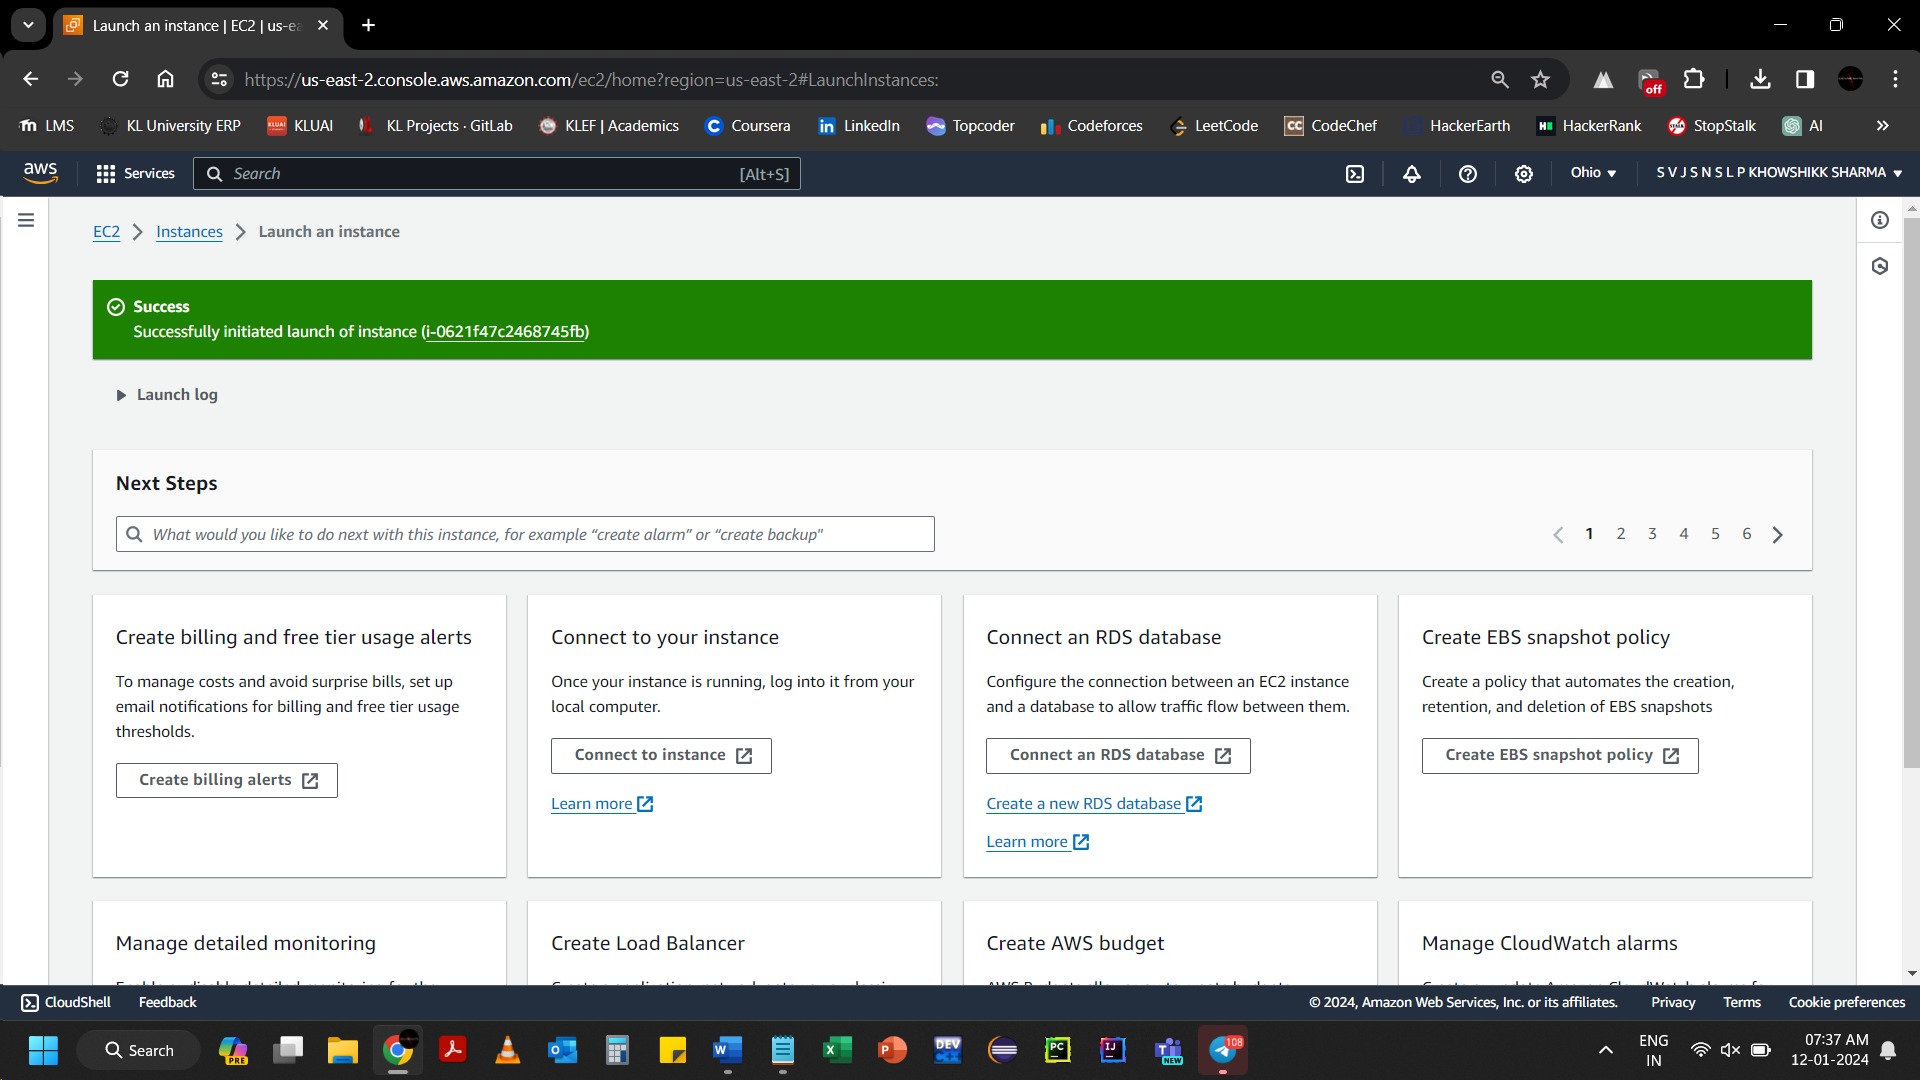 Launch an instance | EC2 | us-ea
https://us-east-2.console.aws.amazon.com/ec2/home?region=us-east-2#LaunchInstances:
off
LMS
KL University ERP
KLUAI
KL Projects · GitLab
KLEF | Academics
Coursera
LinkedIn
Topcoder
Codeforces
LeetCode
CodeChef
HackerEarth
HackerRank
StopStalk
AI
aws
Services
Search
[Alt+S]
Ohio
S V J S N S L P KHOWSHIKK SHARMA
EC2
Instances
Launch an instance
Success
Successfully initiated launch of instance (i-0621f47c2468745fb)
Launch log
Next Steps
What would you like to do next with this instance, for example “create alarm” or “create backup"
1 2 3 4 5 6
Create billing and free tier usage alerts
To manage costs and avoid surprise bills, set up
email notifications for billing and free tier usage
thresholds.
Create billing alerts
Connect to your instance
Once your instance is running, log into it from your
local computer.
Connect to instance
Learn more
Connect an RDS database
Configure the connection between an EC2 instance
and a database to allow traffic flow between them.
Connect an RDS database
Create a new RDS database
Learn more
Create EBS snapshot policy
Create a policy that automates the creation,
retention, and deletion of EBS snapshots
Create EBS snapshot policy
Manage detailed monitoring
Create Load Balancer
Create AWS budget
Manage CloudWatch alarms
CloudShell
Feedback
© 2024, Amazon Web Services, Inc. or its affiliates.
Privacy
Terms
Cookie preferences
Search
PRE
DEV
PC
IJ
NEW
108
ENG
IN
07:37 AM
12-01-2024